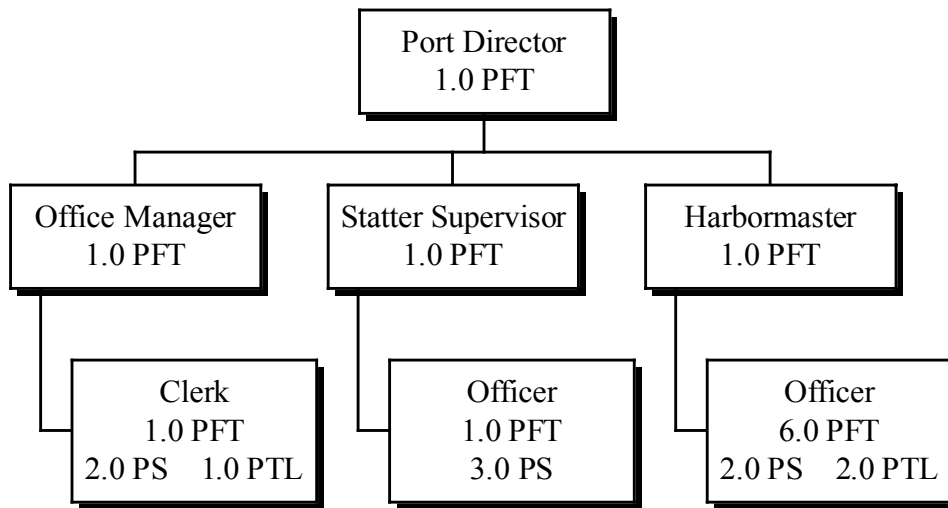 Port Director
1.0 PFT
Office Manager
1.0 PFT
Statter Supervisor
1.0 PFT
Harbormaster
1.0 PFT
Clerk
1.0 PFT
2.0 PS 1.0 PTL
Officer
1.0 PFT
3.0 PS
Officer
6.0 PFT
2.0 PS 2.0 PTL